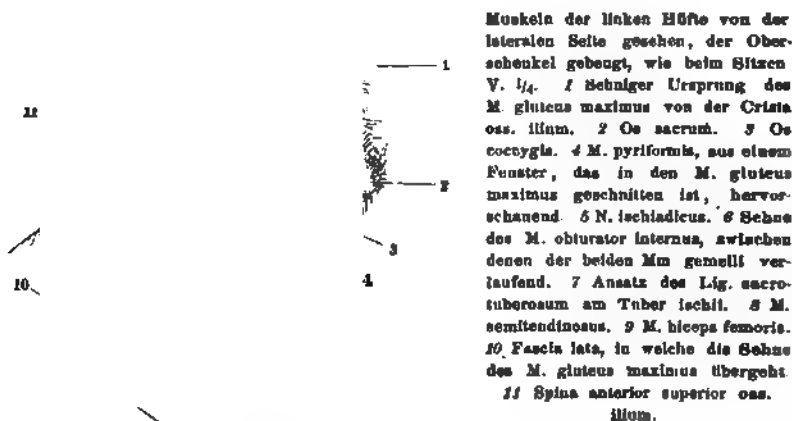 Muskeln der linken Hüfte von der
lateralen Seite gesehen, der Ober-
schenkel gebeugt, wie beim Sitzen
V. 1/4. 1 Sehniger Ursprung des
M. gluteus maximus von der Crista
oss. ilium. 2 Os sacrum. 3 Os
coccygis. 4 M. pyriformis, aus einem
Fenster, das in den M. gluteus
maximus geschnitten ist, hervor-
schauend 5 N. ischiadicus. 6 Sehne
des M. obturator internus, zwischen
denen der beiden Mm gemelli ver-
laufend. 7 Ansatz des Lig. sacro-
tuberosum am Tuber ischii. 8 M.
semitendinosus. 9 M. biceps femoris.
10 Fascia lata, in welche die Sehne
des M. gluteus maximus übergeht
11 Spina anterior superior oss.
ilium.
1
11
2
3
10
4